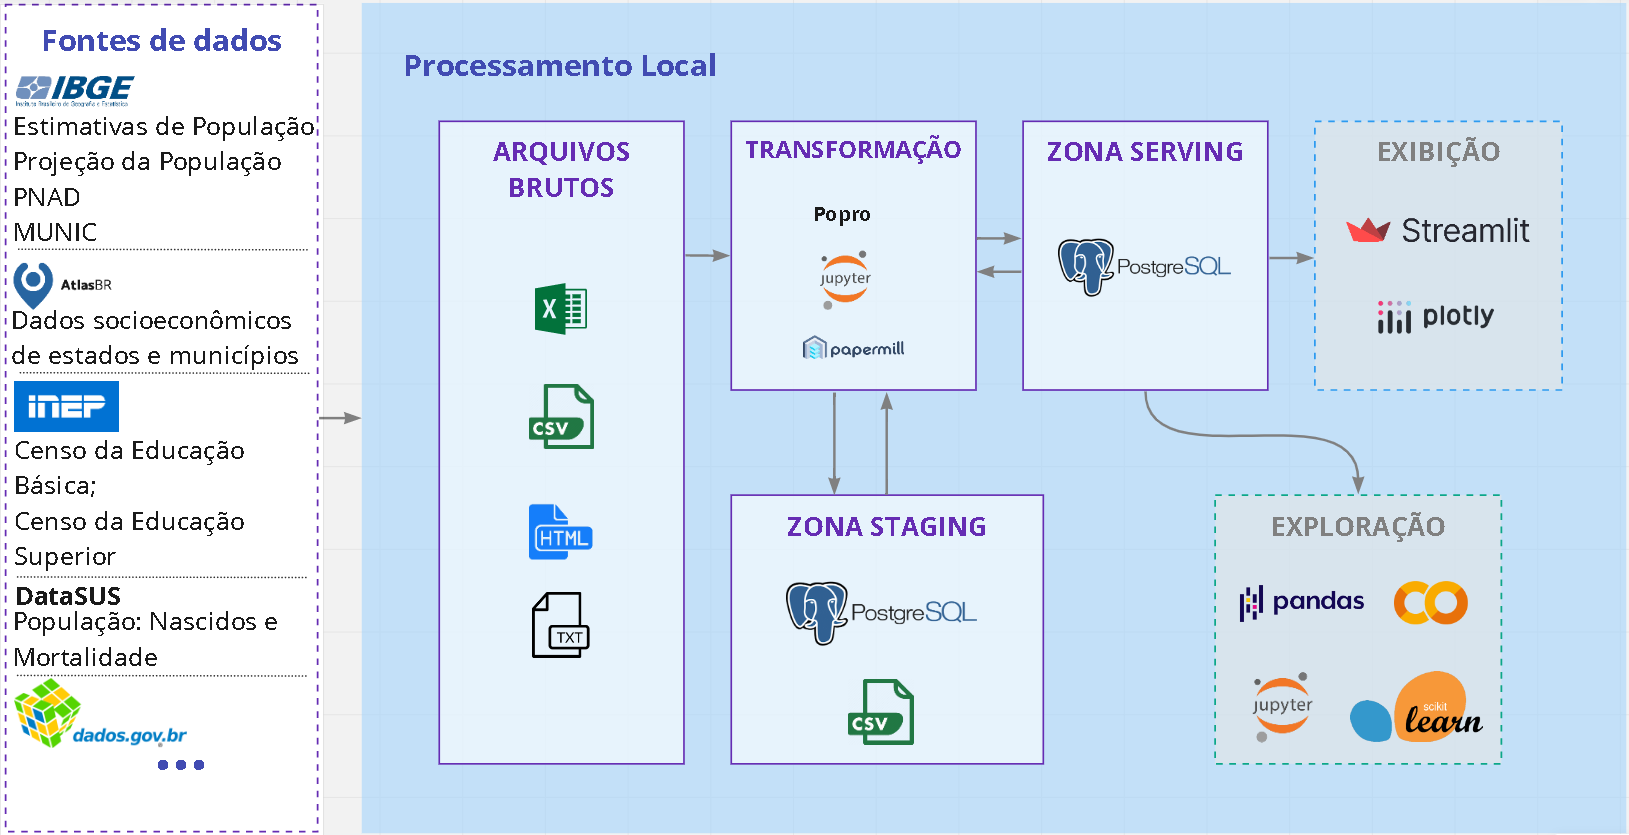 Fontes de dados
IBGE
Instituto Brasileiro de Geografia e Estatística
Estimativas de População
Projeção da População
PNAD
MUNIC
AtlasBR
Dados socioeconômicos
de estados e municípios
INEP
Censo da Educação
Básica;
Censo da Educação
Superior
DataSUS
População: Nascidos e
Mortalidade
dados.gov.br
Processamento Local
ARQUIVOS
BRUTOS
X
CSV
HTML
TXT
TRANSFORMAÇÃO
Popro
jupyter
papermill
ZONA SERVING
PostgreSQL
EXIBIÇÃO
Streamlit
plotly
ZONA STAGING
PostgreSQL
CSV
EXPLORAÇÃO
pandas
jupyter
scikit
learn